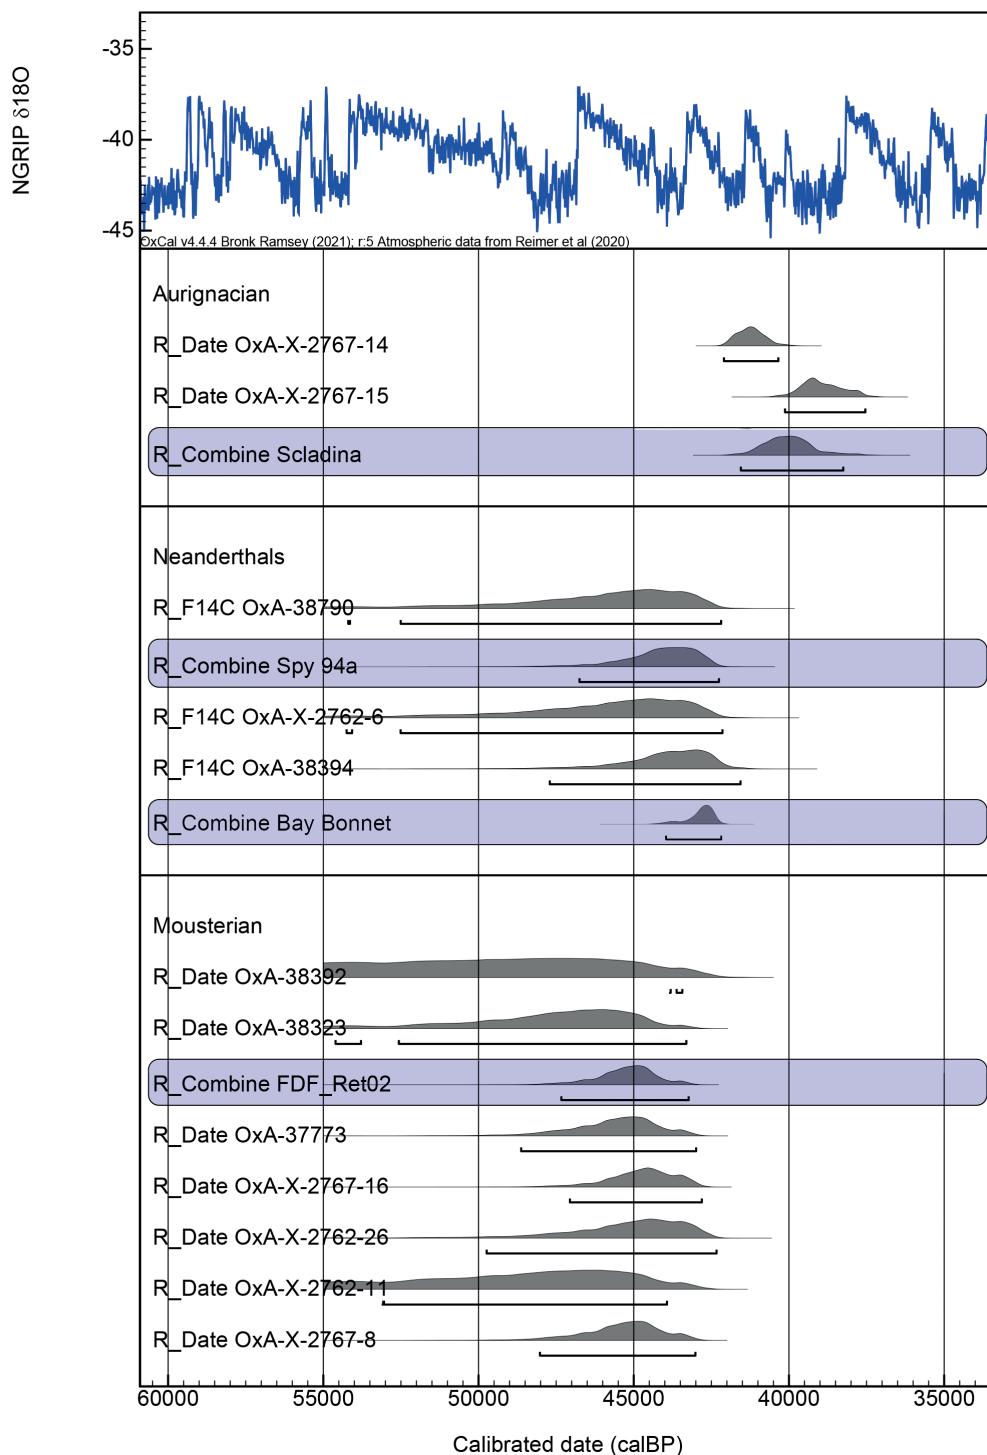 NGRIP δ18O
-35
-40
-45
OxCal v4.4.4 Bronk Ramsey (2021); r:5 Atmospheric data from Reimer et al (2020)
Aurignacian
R_Date OxA-X-2767-14
R_Date OxA-X-2767-15
R_Combine Scladina
Neanderthals
R_F14C OxA-38790
R_Combine Spy 94a
R_F14C OxA-X-2762-6
R_F14C OxA-38394
R_Combine Bay Bonnet
Mousterian
R_Date OxA-38392
R_Date OxA-38323
R_Combine FDF_Ret02
R_Date OxA-37773
R_Date OxA-X-2767-16
R_Date OxA-X-2762-26
R_Date OxA-X-2762-11
R_Date OxA-X-2767-8
60000 55000 50000 45000 40000 35000
Calibrated date (calBP)